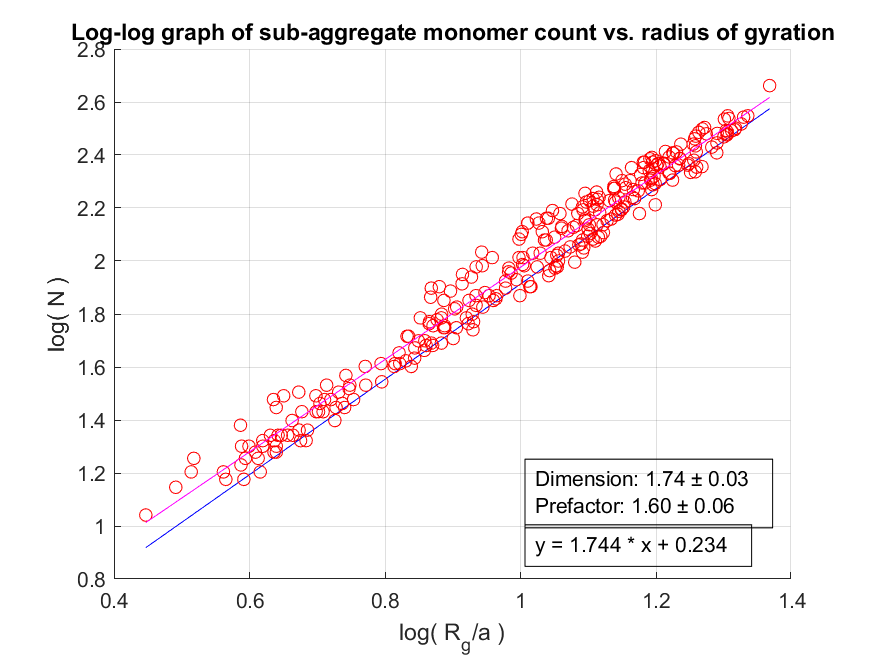 Log-log graph of sub-aggregate monomer count vs. radius of gyration
2.8
2.6
2.4
2.2
2
1.8
1.6
1.4
1.2
1
0.8
log( N )
Dimension: 1.74 ± 0.03
Prefactor: 1.60 ± 0.06
y = 1.744 * x + 0.234
0.4 0.6 0.8 1 1.2 1.4
log( Rg/a )